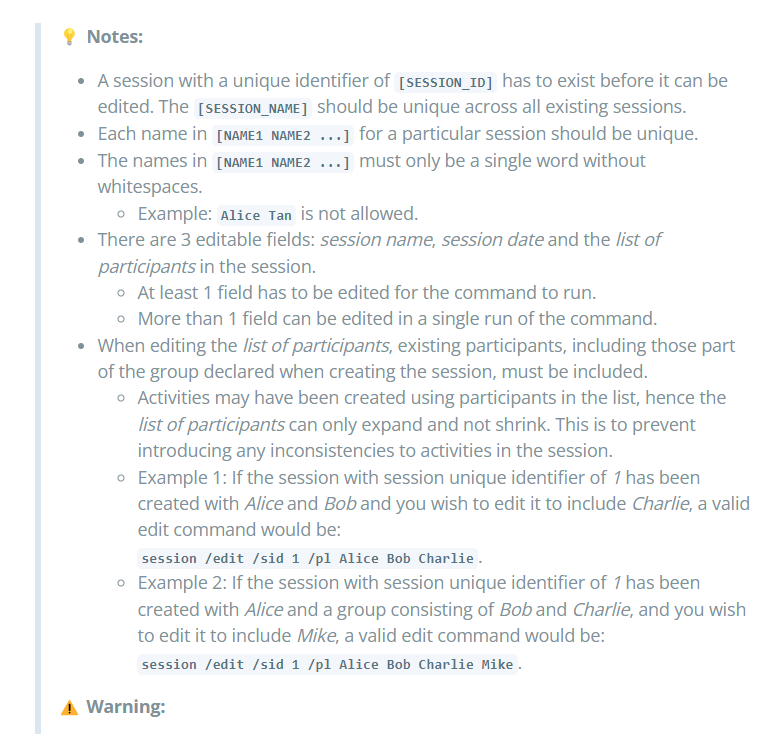 💡 Notes:
• A session with a unique identifier of [SESSION_ID] has to exist before it can be
edited. The [SESSION_NAME] should be unique across all existing sessions.
• Each name in [NAME1 NAME2 ...] for a particular session should be unique.
• The names in [NAME1 NAME2 ...] must only be a single word without
whitespaces.
◦ Example: Alice Tan is not allowed.
• There are 3 editable fields: session name, session date and the list of
participants in the session.
◦ At least 1 field has to be edited for the command to run.
◦ More than 1 field can be edited in a single run of the command.
• When editing the list of participants, existing participants, including those part
of the group declared when creating the session, must be included.
◦ Activities may have been created using participants in the list, hence the
list of participants can only expand and not shrink. This is to prevent
introducing any inconsistencies to activities in the session.
◦ Example 1: If the session with session unique identifier of 1 has been
created with Alice and Bob and you wish to edit it to include Charlie, a valid
edit command would be:
session /edit /sid 1 /pl Alice Bob Charlie.
◦ Example 2: If the session with session unique identifier of 1 has been
created with Alice and a group consisting of Bob and Charlie, and you wish
to edit it to include Mike, a valid edit command would be:
session /edit /sid 1 /pl Alice Bob Charlie Mike.
⚠️ Warning: